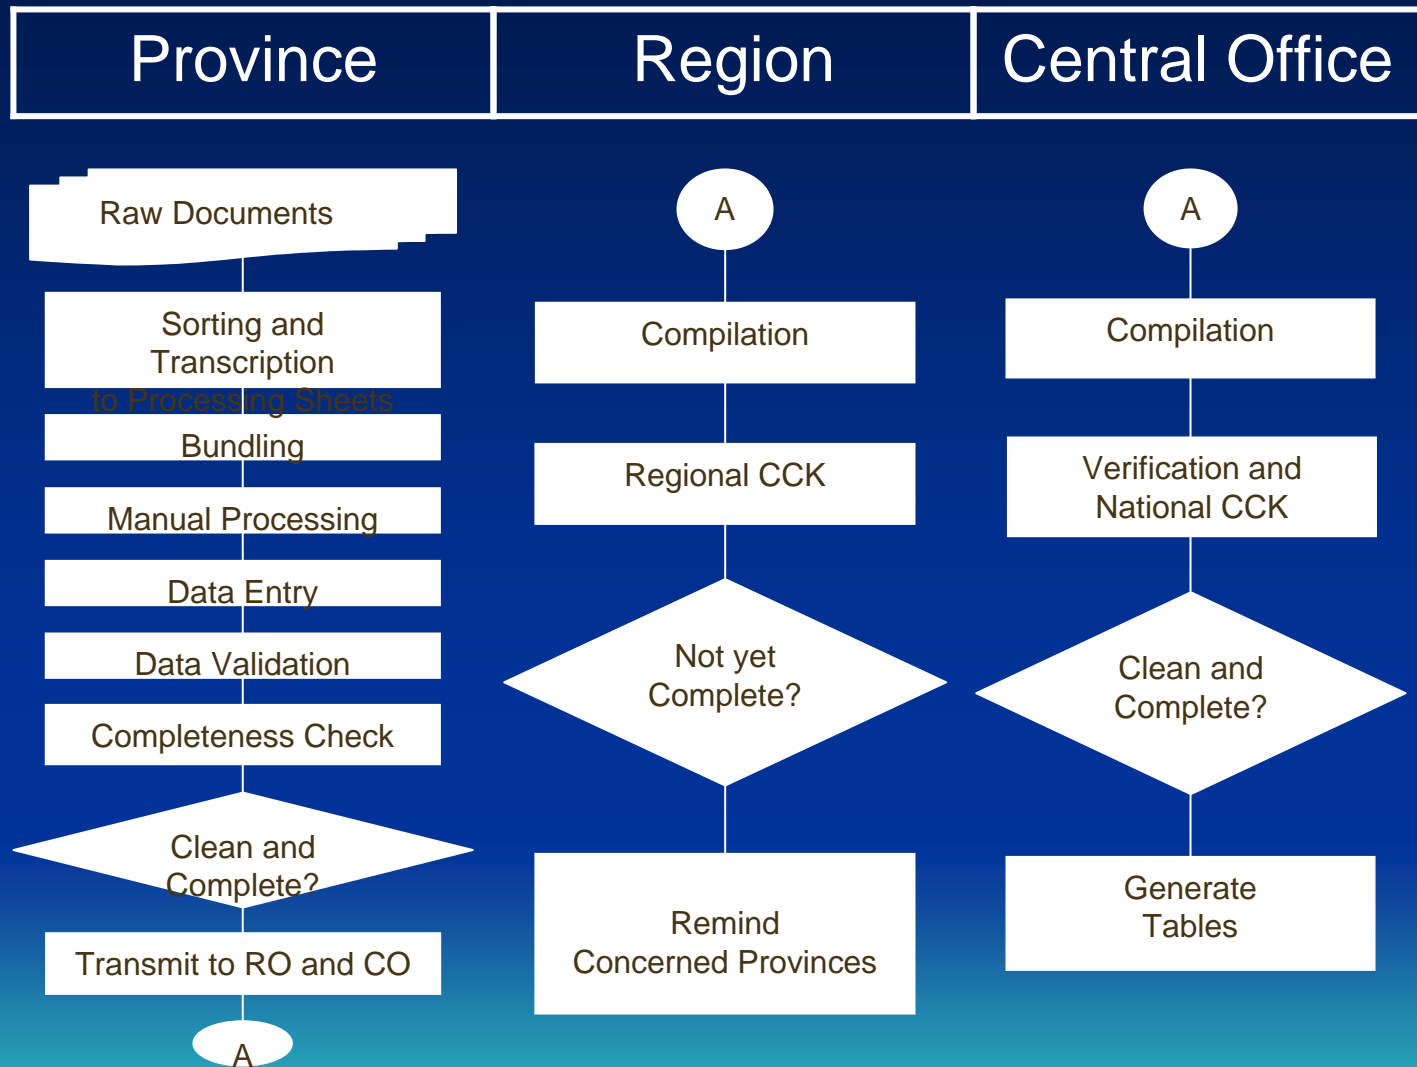 Province
Region
Central Office
Raw Documents
Sorting and
Transcription
to Processing Sheets
Bundling
Manual Processing
Data Entry
Data Validation
Completeness Check
Clean and
Complete?
Transmit to RO and CO
A
A
Compilation
Regional CCK
Not yet
Complete?
Remind
Concerned Provinces
A
Compilation
Verification and
National CCK
Clean and
Complete?
Generate
Tables